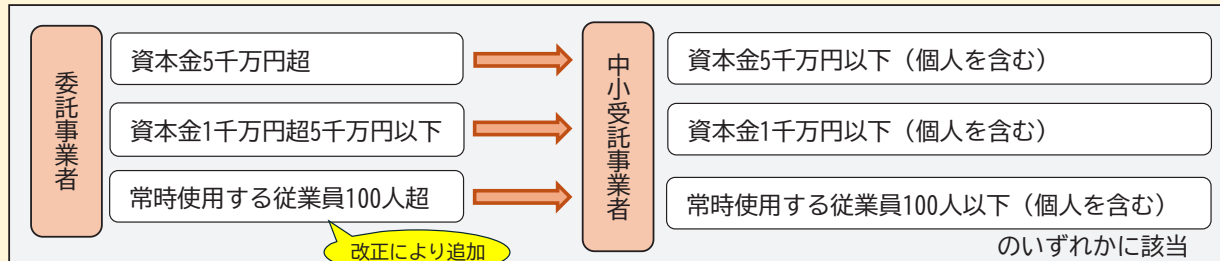 委託事業者
資本金5千万円超
資本金1千万円超5千万円以下
常時使用する従業員100人超
改正により追加
中小受託事業者
資本金5千万円以下（個人を含む）
資本金1千万円以下（個人を含む）
常時使用する従業員100人以下（個人を含む）
のいずれかに該当